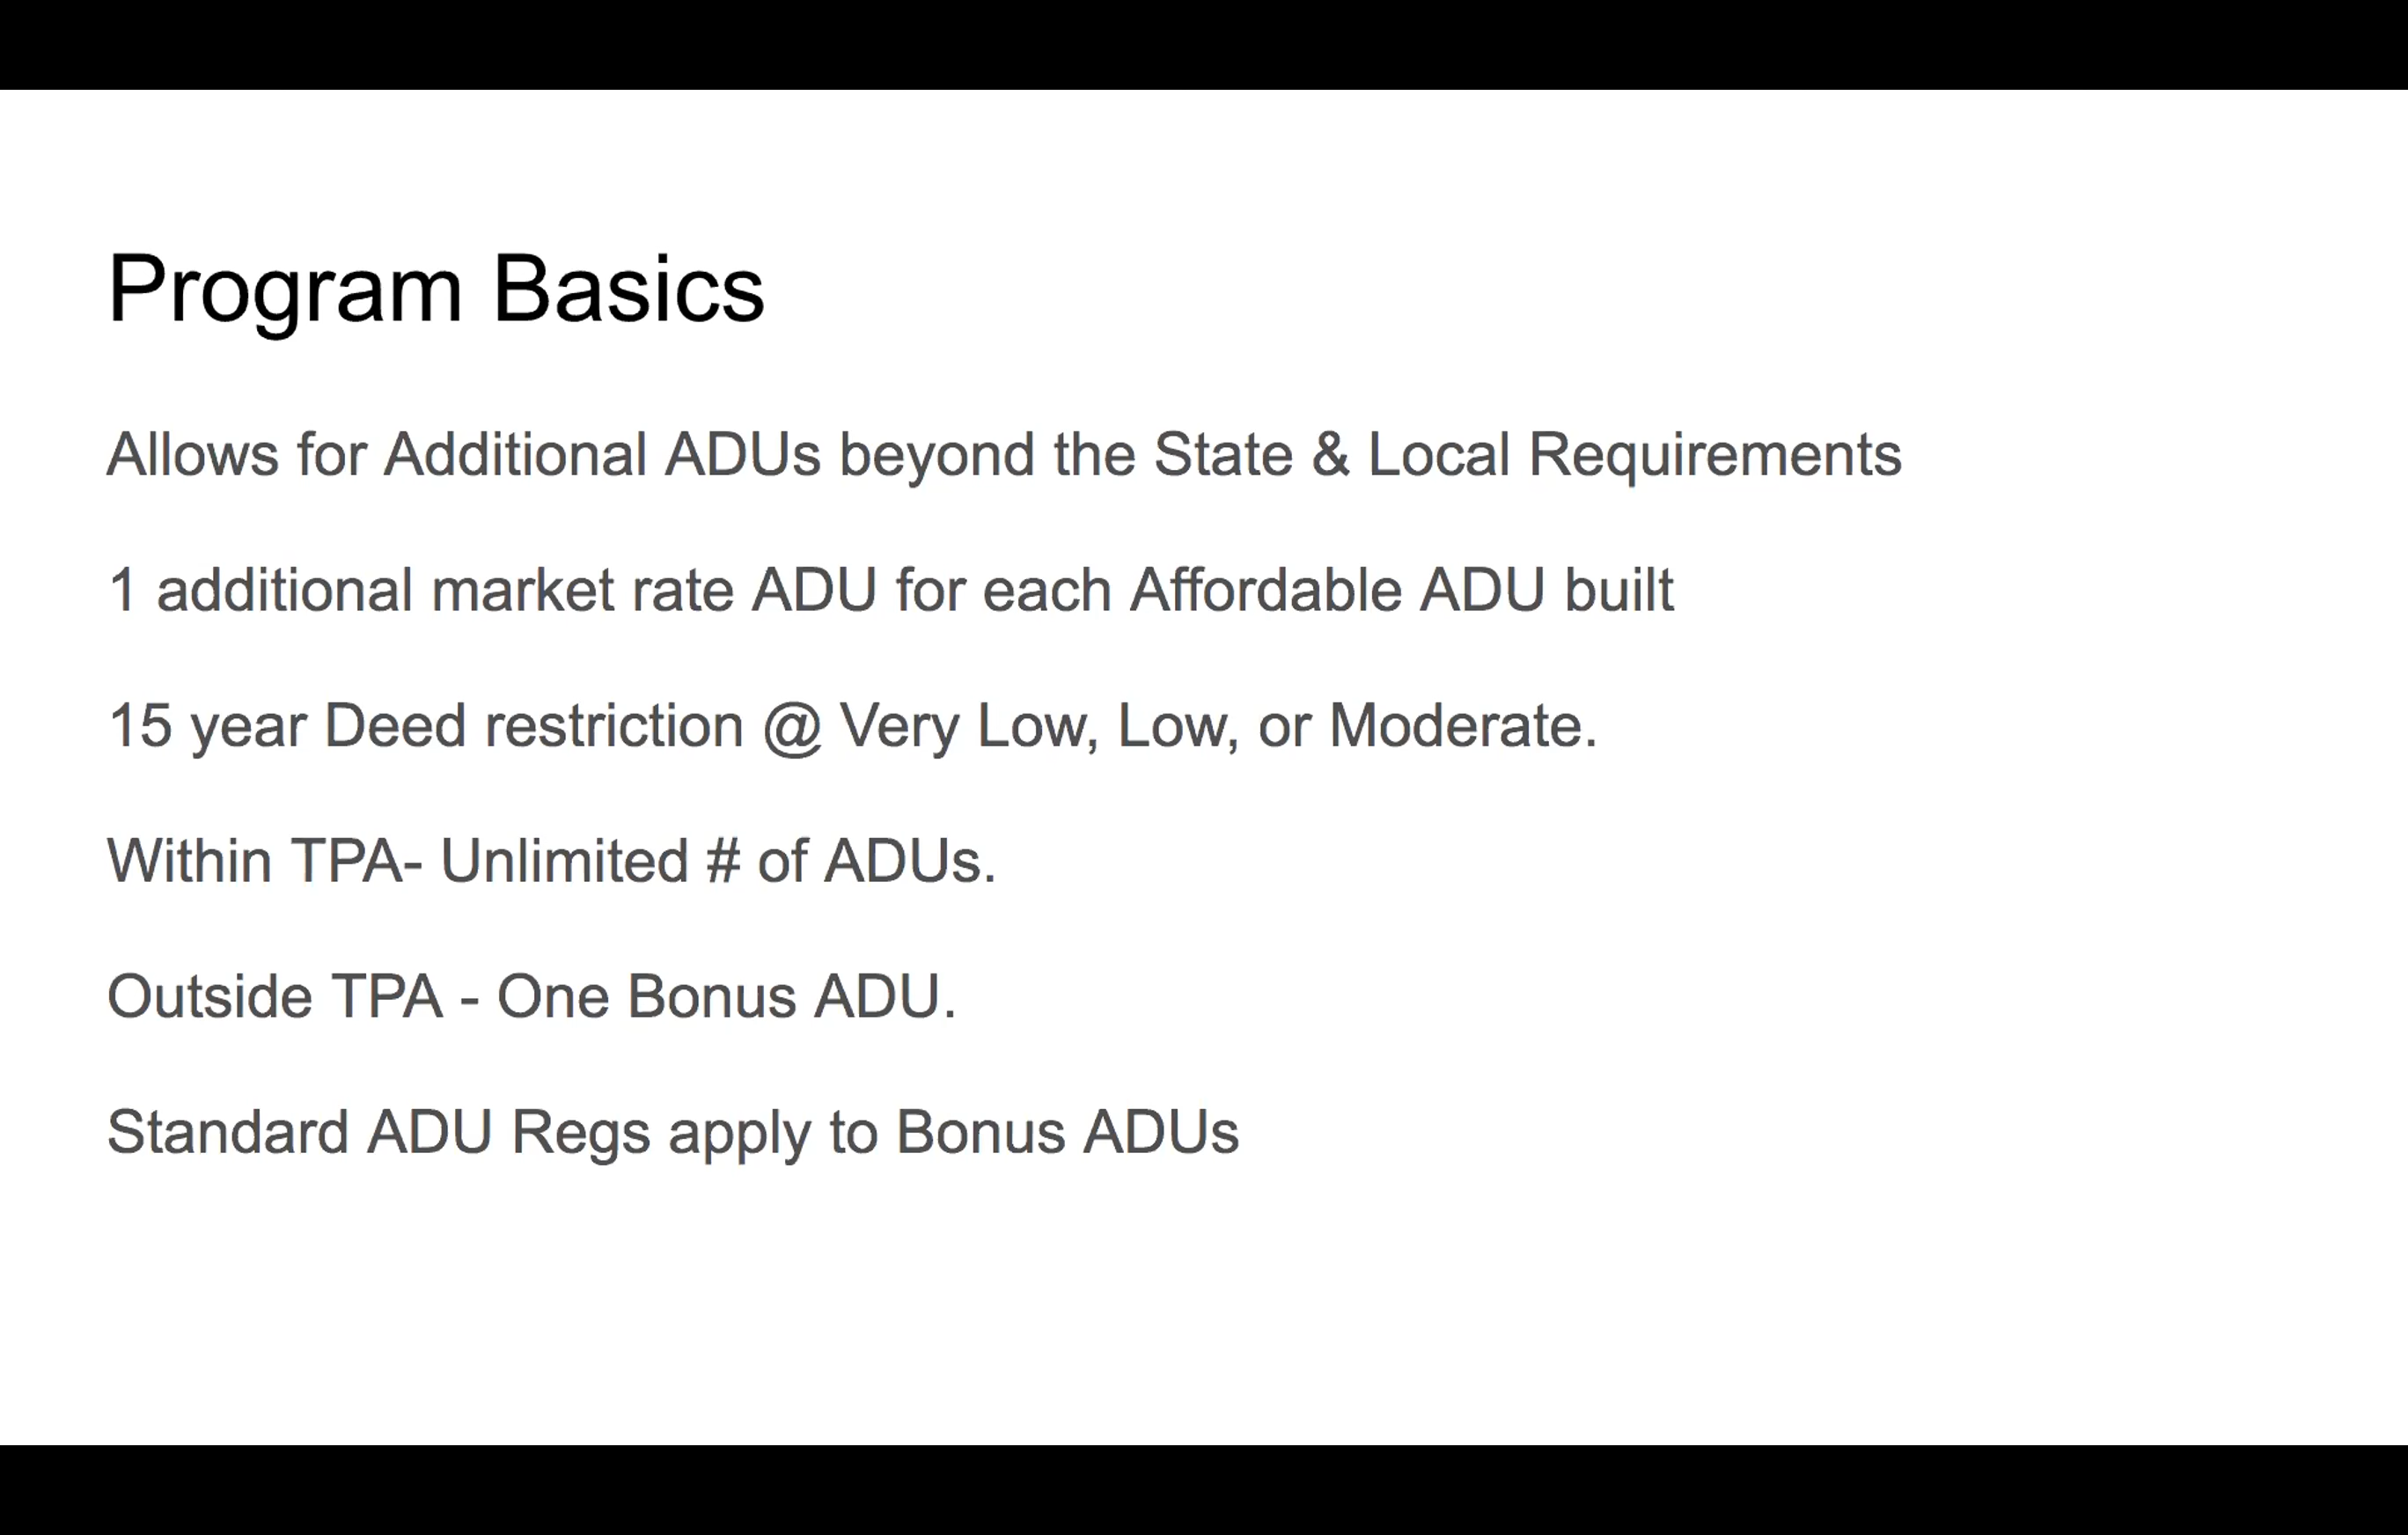 Program Basics
Allows for Additional ADUs beyond the State & Local Requirements
1 additional market rate ADU for each Affordable ADU built
15 year Deed restriction @ Very Low, Low, or Moderate.
Within TPA- Unlimited # of ADUs.
Outside TPA - One Bonus ADU.
Standard ADU Regs apply to Bonus ADUs